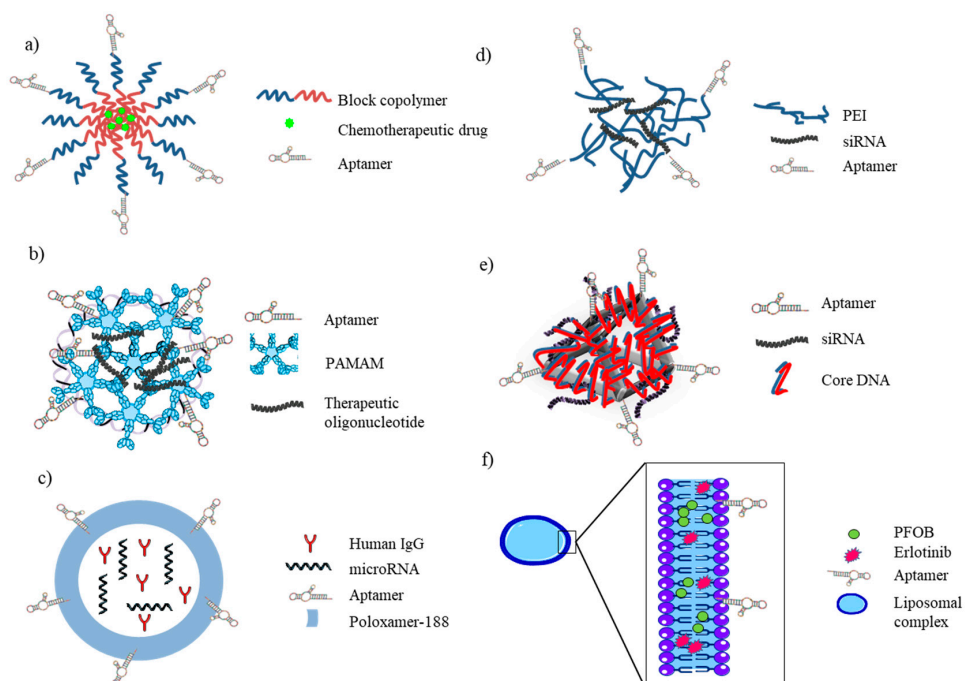 a)
Block copolymer
Chemotherapeutic drug
Aptamer
b)
Aptamer
PAMAM
Therapeutic
oligonucleotide
c)
Human IgG
microRNA
Aptamer
Poloxamer-188
d)
PEI
siRNA
Aptamer
e)
Aptamer
siRNA
Core DNA
f)
PFOB
Erlotinib
Aptamer
Liposomal
complex